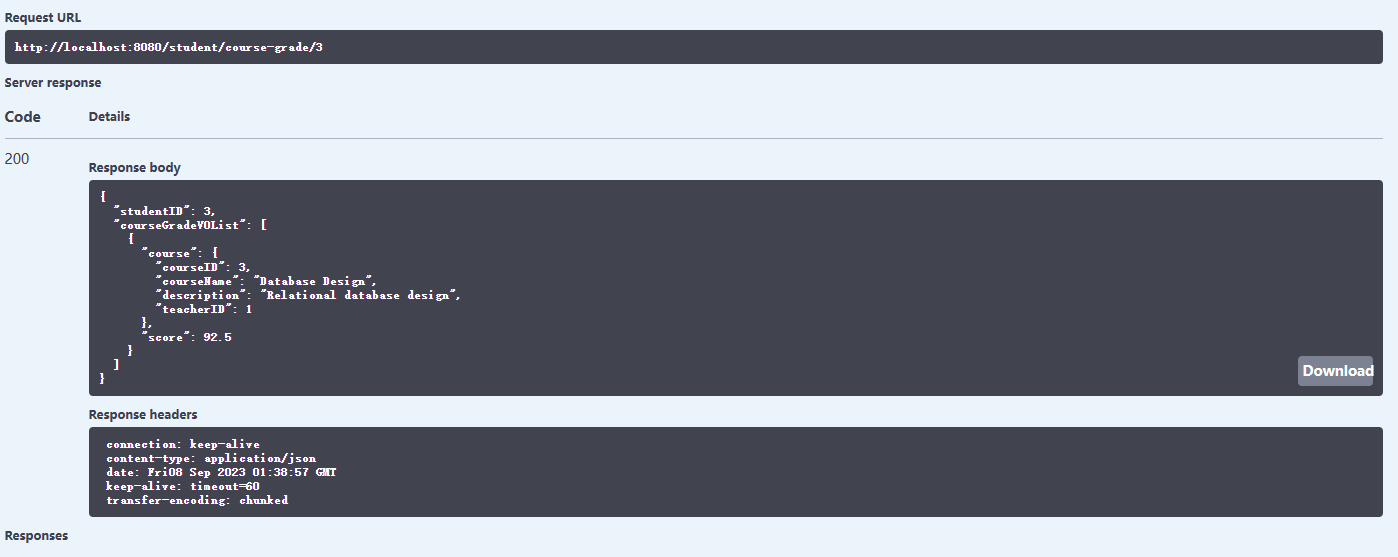 Request URL
http://localhost:8080/student/course-grade/3
Server response
Code Details
200
Response body
{
"studentID": 3,
"courseGradeVOList": [
{
"course": {
"courseID": 3,
"courseName": "Database Design",
"description": "Relational database design",
"teacherID": 1
},
"score": 92.5
}
]
}
Download
Response headers
connection: keep-alive
content-type: application/json
date: Fri08 Sep 2023 01:38:57 GMT
keep-alive: timeout=60
transfer-encoding: chunked
Responses